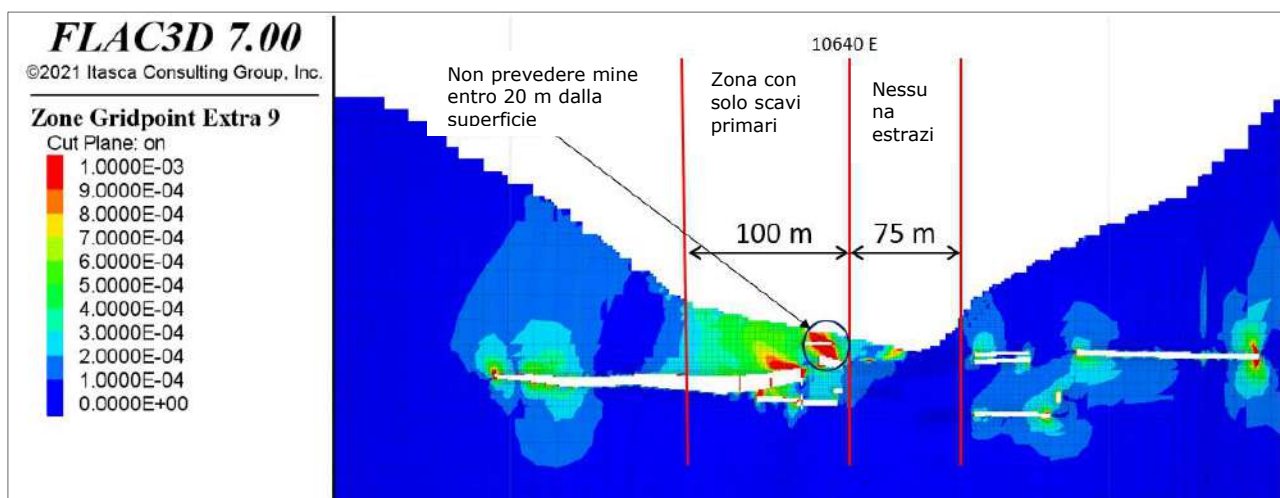 FLAC3D 7.00
©2021 Itasca Consulting Group, Inc.
Zone Gridpoint Extra 9
Cut Plane: on
1.0000E-03
9.0000E-04
8.0000E-04
7.0000E-04
6.0000E-04
5.0000E-04
4.0000E-04
3.0000E-04
2.0000E-04
1.0000E-04
0.0000E+00
Non prevedere mine
entro 20 m dalla
superficie
Zona con
solo scavi
primari
10640 E
Nessu
na
estrazi
100 m
75 m